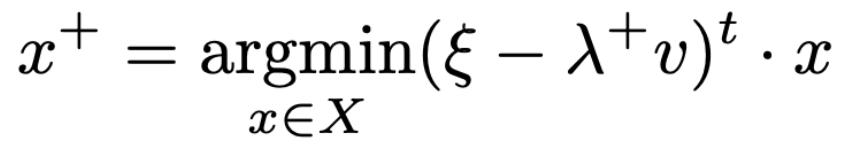 x⁺ = argmin(ξ − λ⁺v)ᵗ · x
x∈X